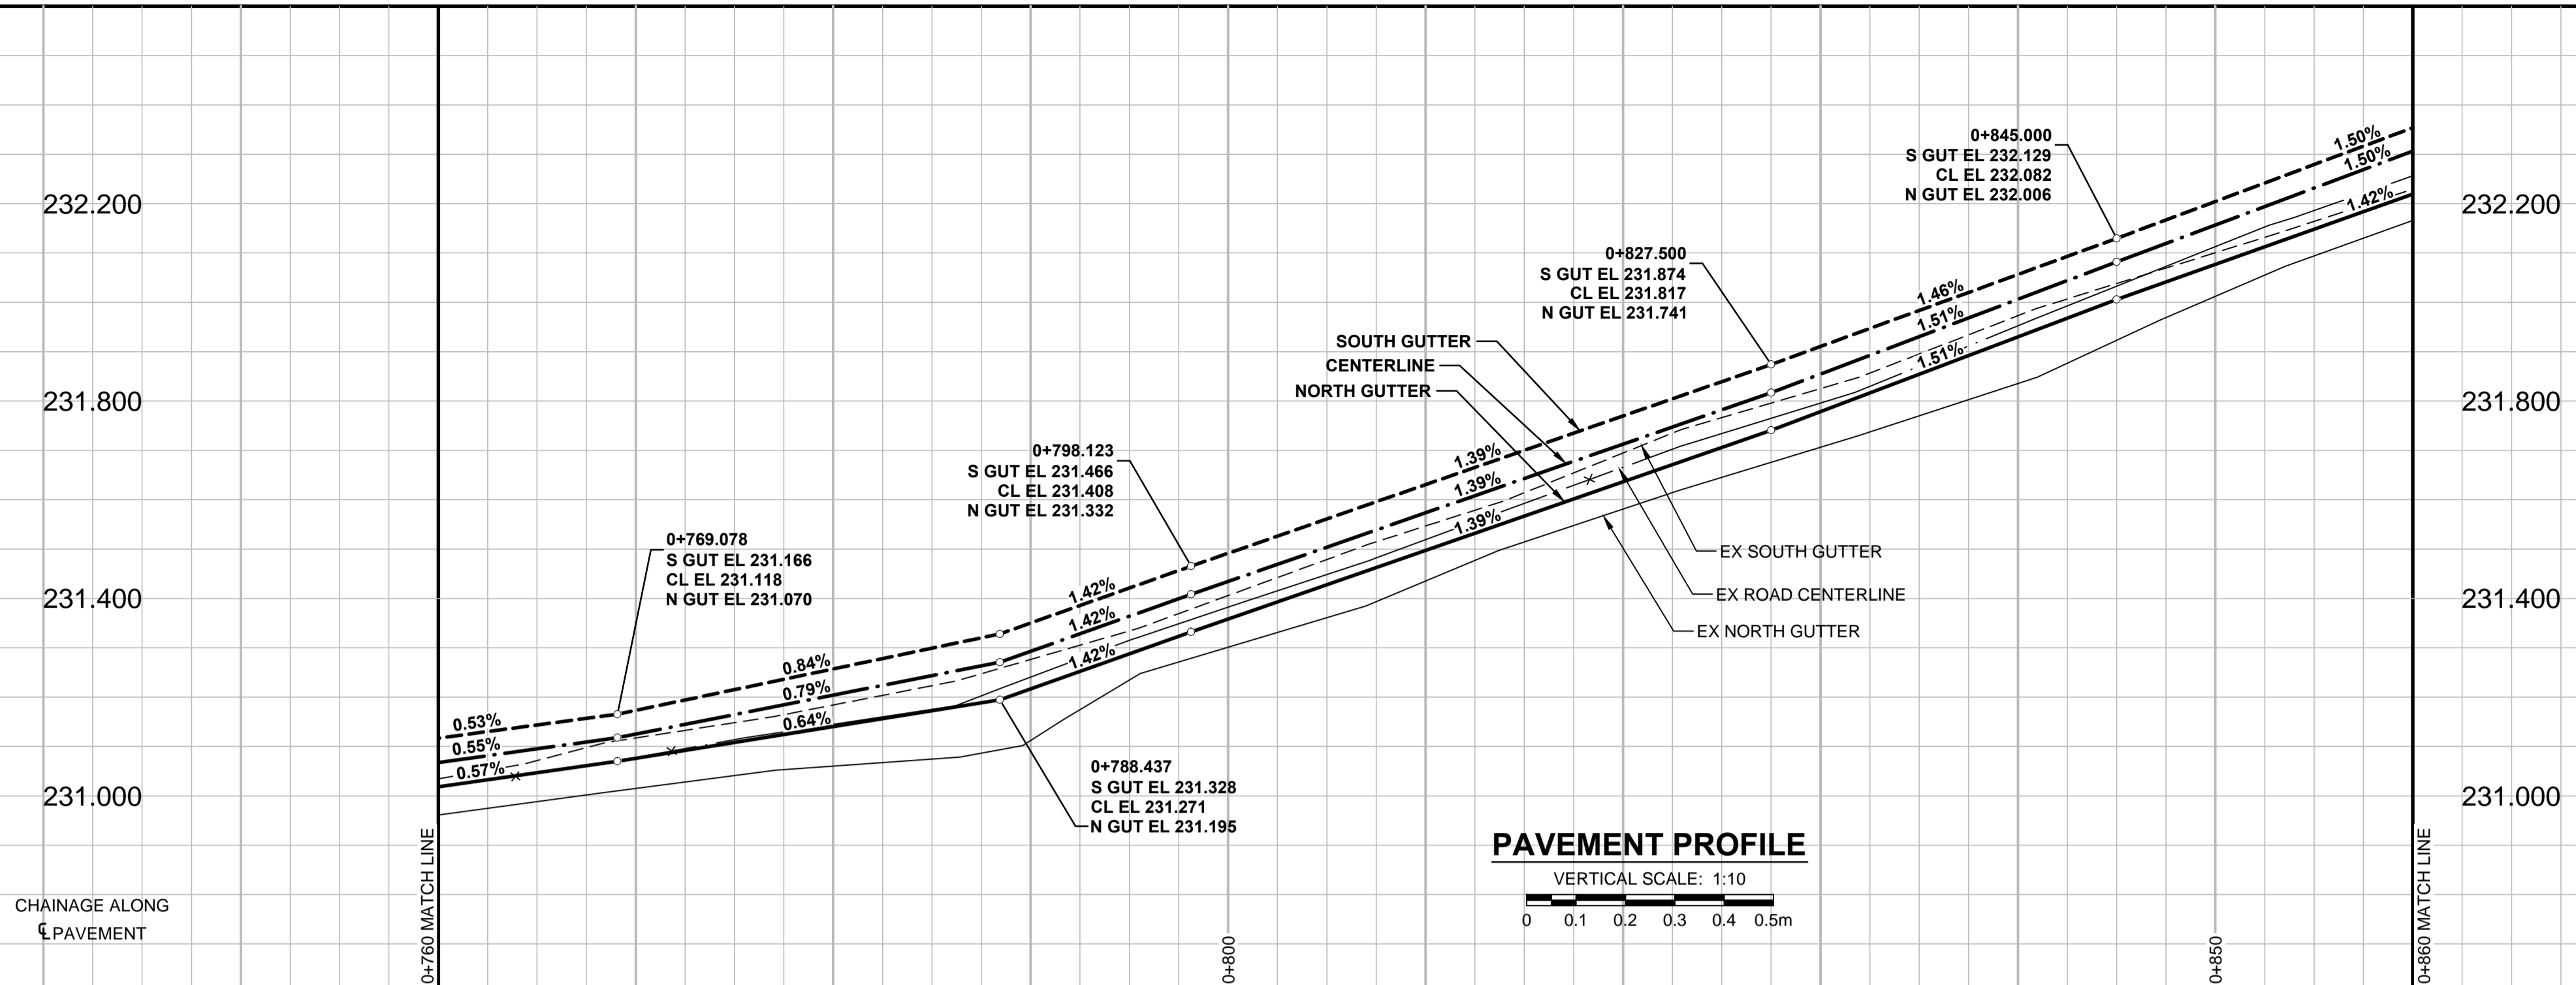 0+845.000
S GUT EL 232.129
CL EL 232.082
N GUT EL 232.006
1.50%
1.50%
1.42%
232.200
232.200
0+827.500
S GUT EL 231.874
CL EL 231.817
N GUT EL 231.741
1.46%
1.51%
1.51%
SOUTH GUTTER
CENTERLINE
NORTH GUTTER
231.800
231.800
0+798.123
S GUT EL 231.466
CL EL 231.408
N GUT EL 231.332
1.39%
1.39%
1.39%
0+769.078
S GUT EL 231.166
CL EL 231.118
N GUT EL 231.070
1.42%
1.42%
1.42%
EX SOUTH GUTTER
EX ROAD CENTERLINE
EX NORTH GUTTER
231.400
231.400
0.84%
0.79%
0.64%
0.53%
0.55%
0.57%
0+788.437
S GUT EL 231.328
CL EL 231.271
N GUT EL 231.195
231.000
231.000
PAVEMENT PROFILE
VERTICAL SCALE: 1:10
0 0.1 0.2 0.3 0.4 0.5m
CHAINAGE ALONG
℄ PAVEMENT
0+760 MATCH LINE
0+800
0+850
0+860 MATCH LINE